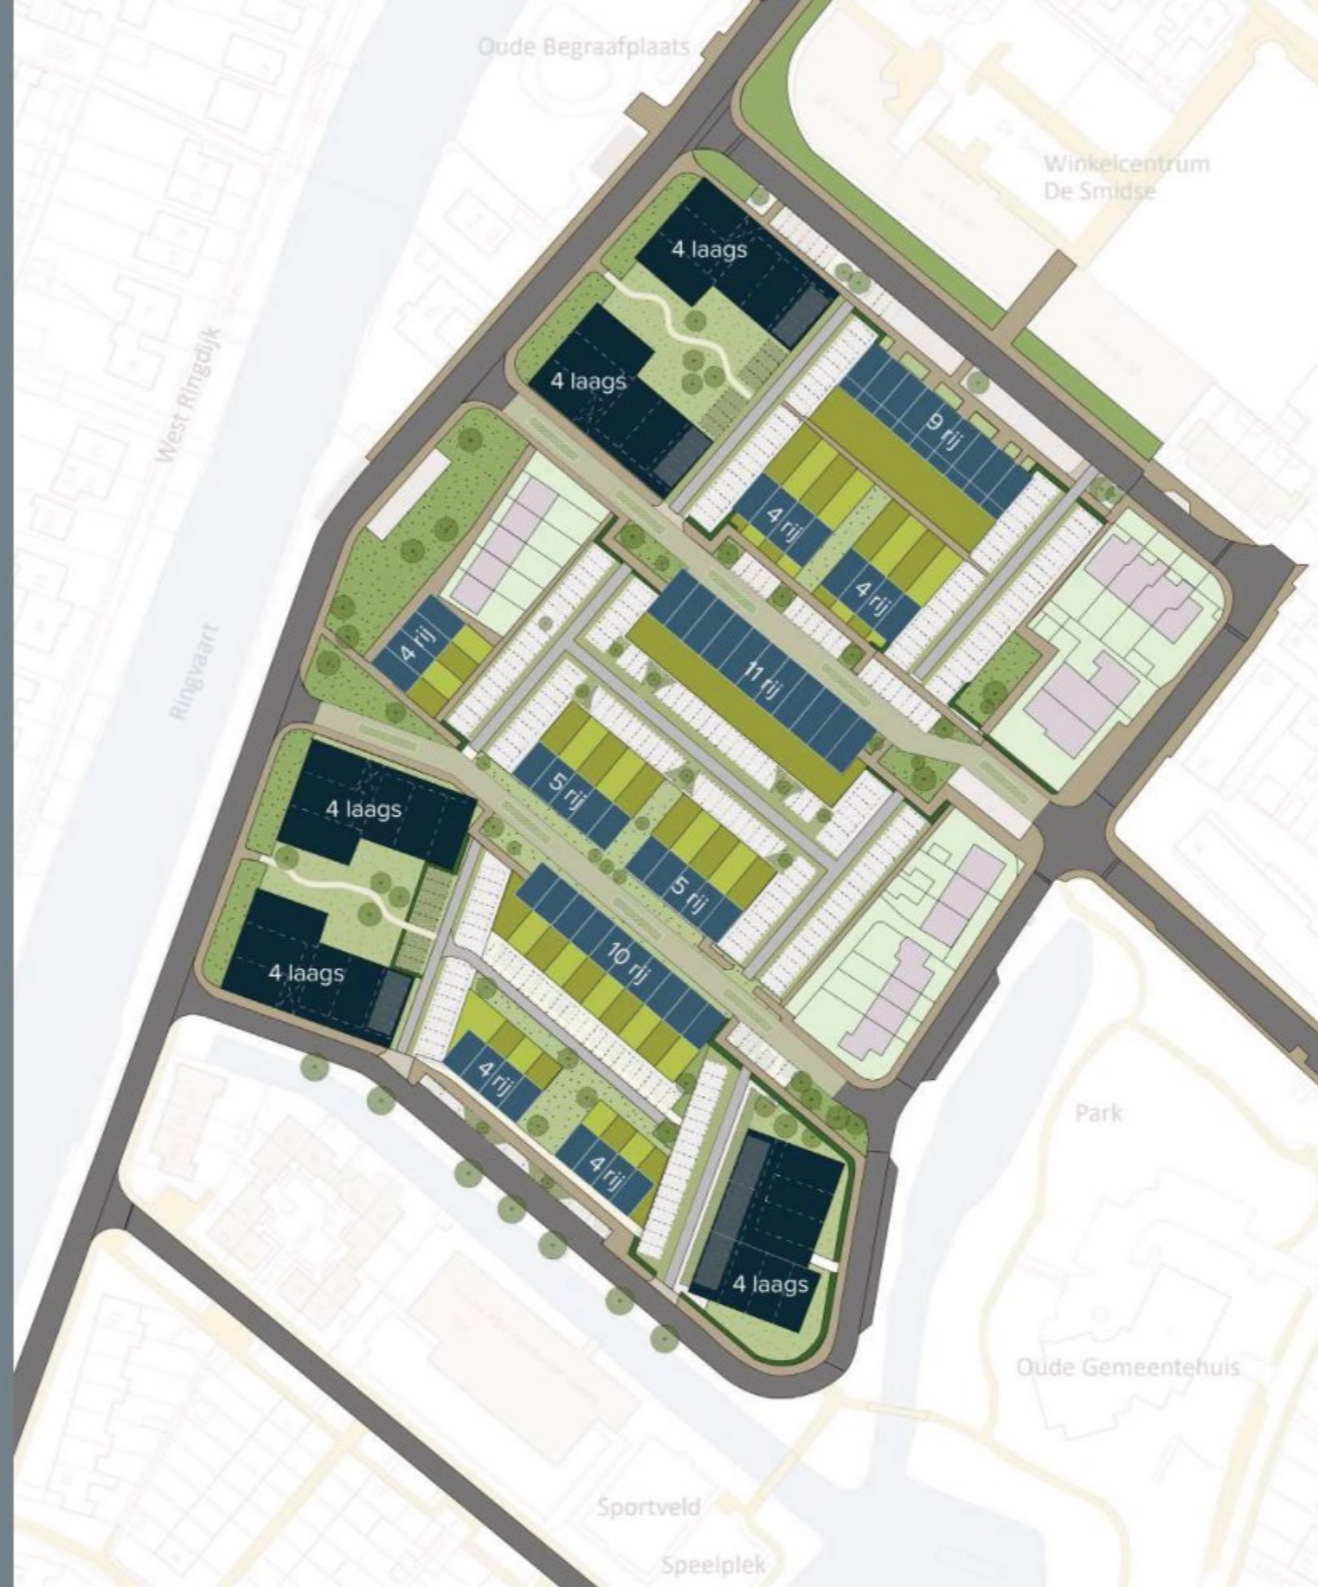 Oude Begraafplaats
Winkelcentrum
De Smidse
4 laags
West Ringdijk
4 laags
9 rij
4 rij
4 rij
4 rij
11 rij
Ringvaart
5 rij
4 laags
5 rij
10 rij
4 laags
4 rij
Park
4 rij
4 laags
Oude Gemeentehuis
Sportveld
Speelplek